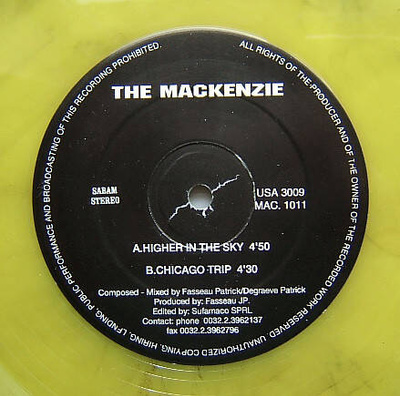 ALL RIGHTS OF THE PRODUCER AND OF THE OWNER OF THE RECORDED WORK RESERVED. UNAUTHORIZED COPYING, HIRING, LENDING, PUBLIC PERFORMANCE AND BROADCASTING OF THIS RECORDING PROHIBITED.
THE MACKENZIE
SABAM
STEREO
USA 3009
MAC. 1011
A.HIGHER IN THE SKY 4'50
B.CHICAGO TRIP 4'30
Composed - Mixed by Fasseau Patrick/Degraeve Patrick
Produced by: Fasseau JP.
Edited by: Sufamaco SPRL
Contact: phone 0032.2.3962137
fax 0032.2.3962796